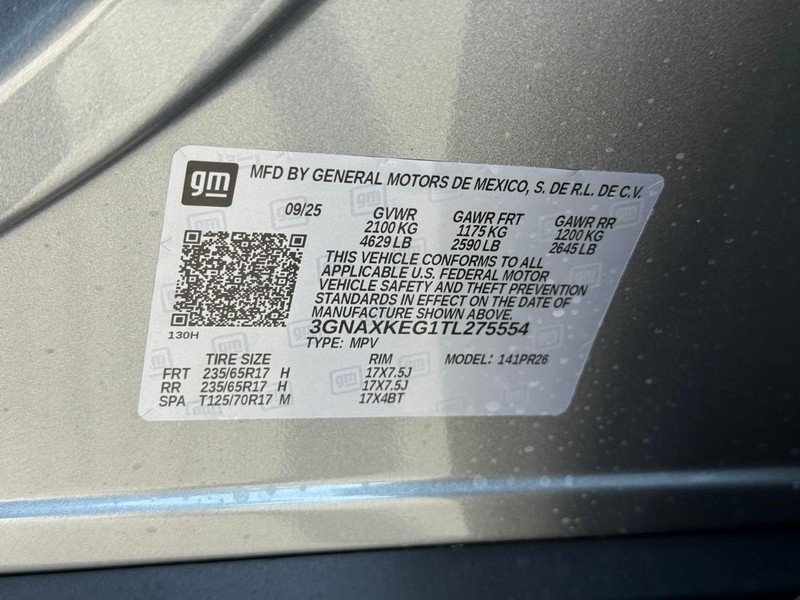 gm MFD BY GENERAL MOTORS DE MEXICO, S. DE R.L. DE C.V.
09/25 GVWR GAWR FRT GAWR RR
2100 KG 1175 KG 1200 KG
4629 LB 2590 LB 2645 LB
THIS VEHICLE CONFORMS TO ALL
APPLICABLE U.S. FEDERAL MOTOR
VEHICLE SAFETY AND THEFT PREVENTION
STANDARDS IN EFFECT ON THE DATE OF
MANUFACTURE SHOWN ABOVE.
3GNAXKEG1TL275554
130H
TYPE: MPV
TIRE SIZE RIM MODEL: 141PR26
FRT 235/65R17 H 17X7.5J
RR 235/65R17 H 17X7.5J
SPA T125/70R17 M 17X4BT